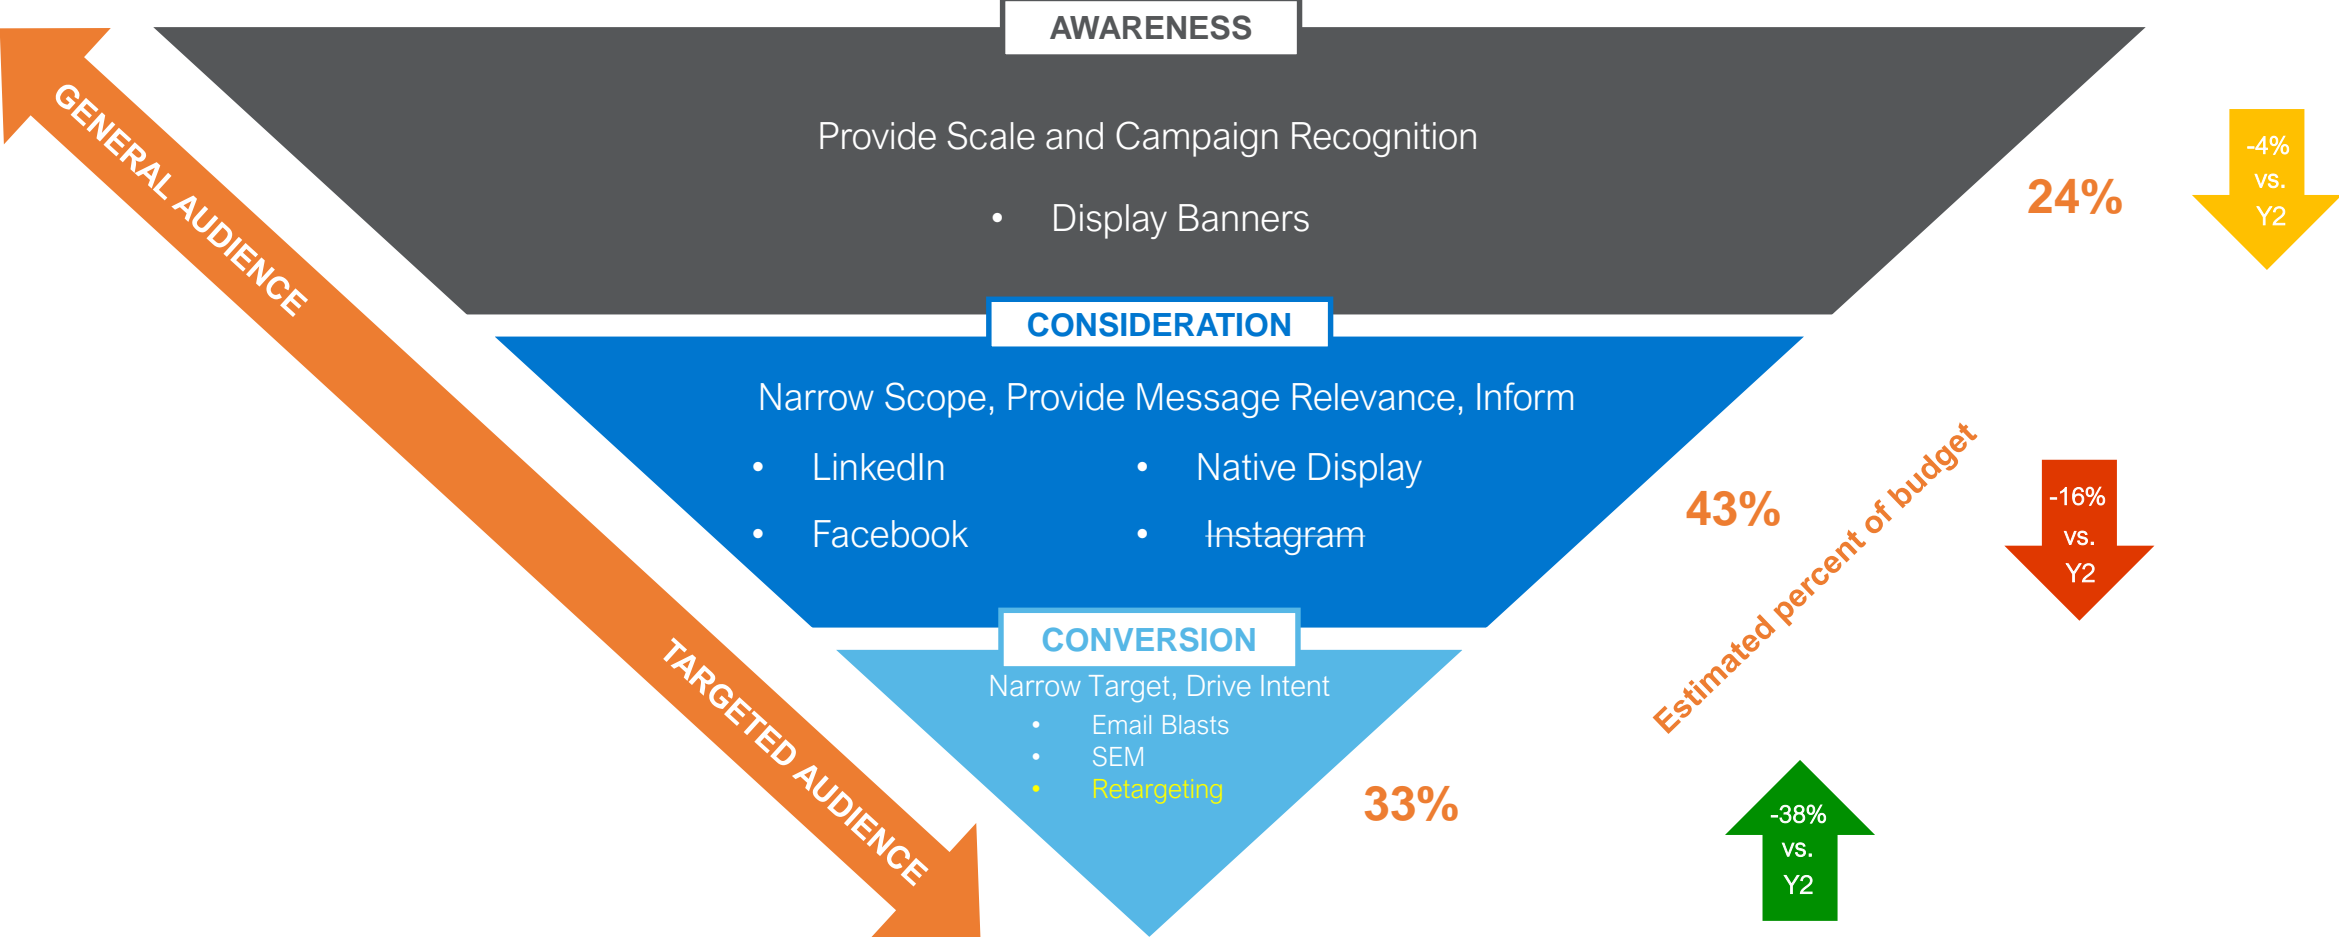 AWARENESS
GENERAL AUDIENCE
Provide Scale and Campaign Recognition
• Display Banners
24%
-4%
vs.
Y2
CONSIDERATION
Narrow Scope, Provide Message Relevance, Inform
• LinkedIn
• Native Display
• Facebook
• Instagram
43%
Estimated percent of budget
-16%
vs.
Y2
TARGETED AUDIENCE
CONVERSION
Narrow Target, Drive Intent
• Email Blasts
• SEM
• Retargeting
33%
-38%
vs.
Y2